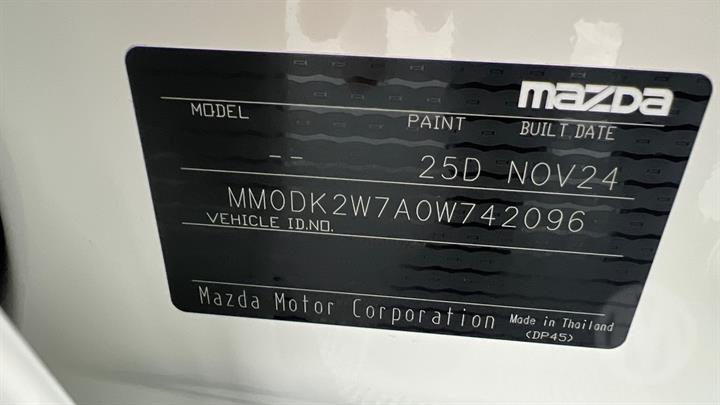 mazda
MODEL PAINT BUILT DATE
-- 25D NOV24
MM0DK2W7A0W742096
VEHICLE ID.NO.
Mazda Motor Corporation Made in Thailand
(DP45)